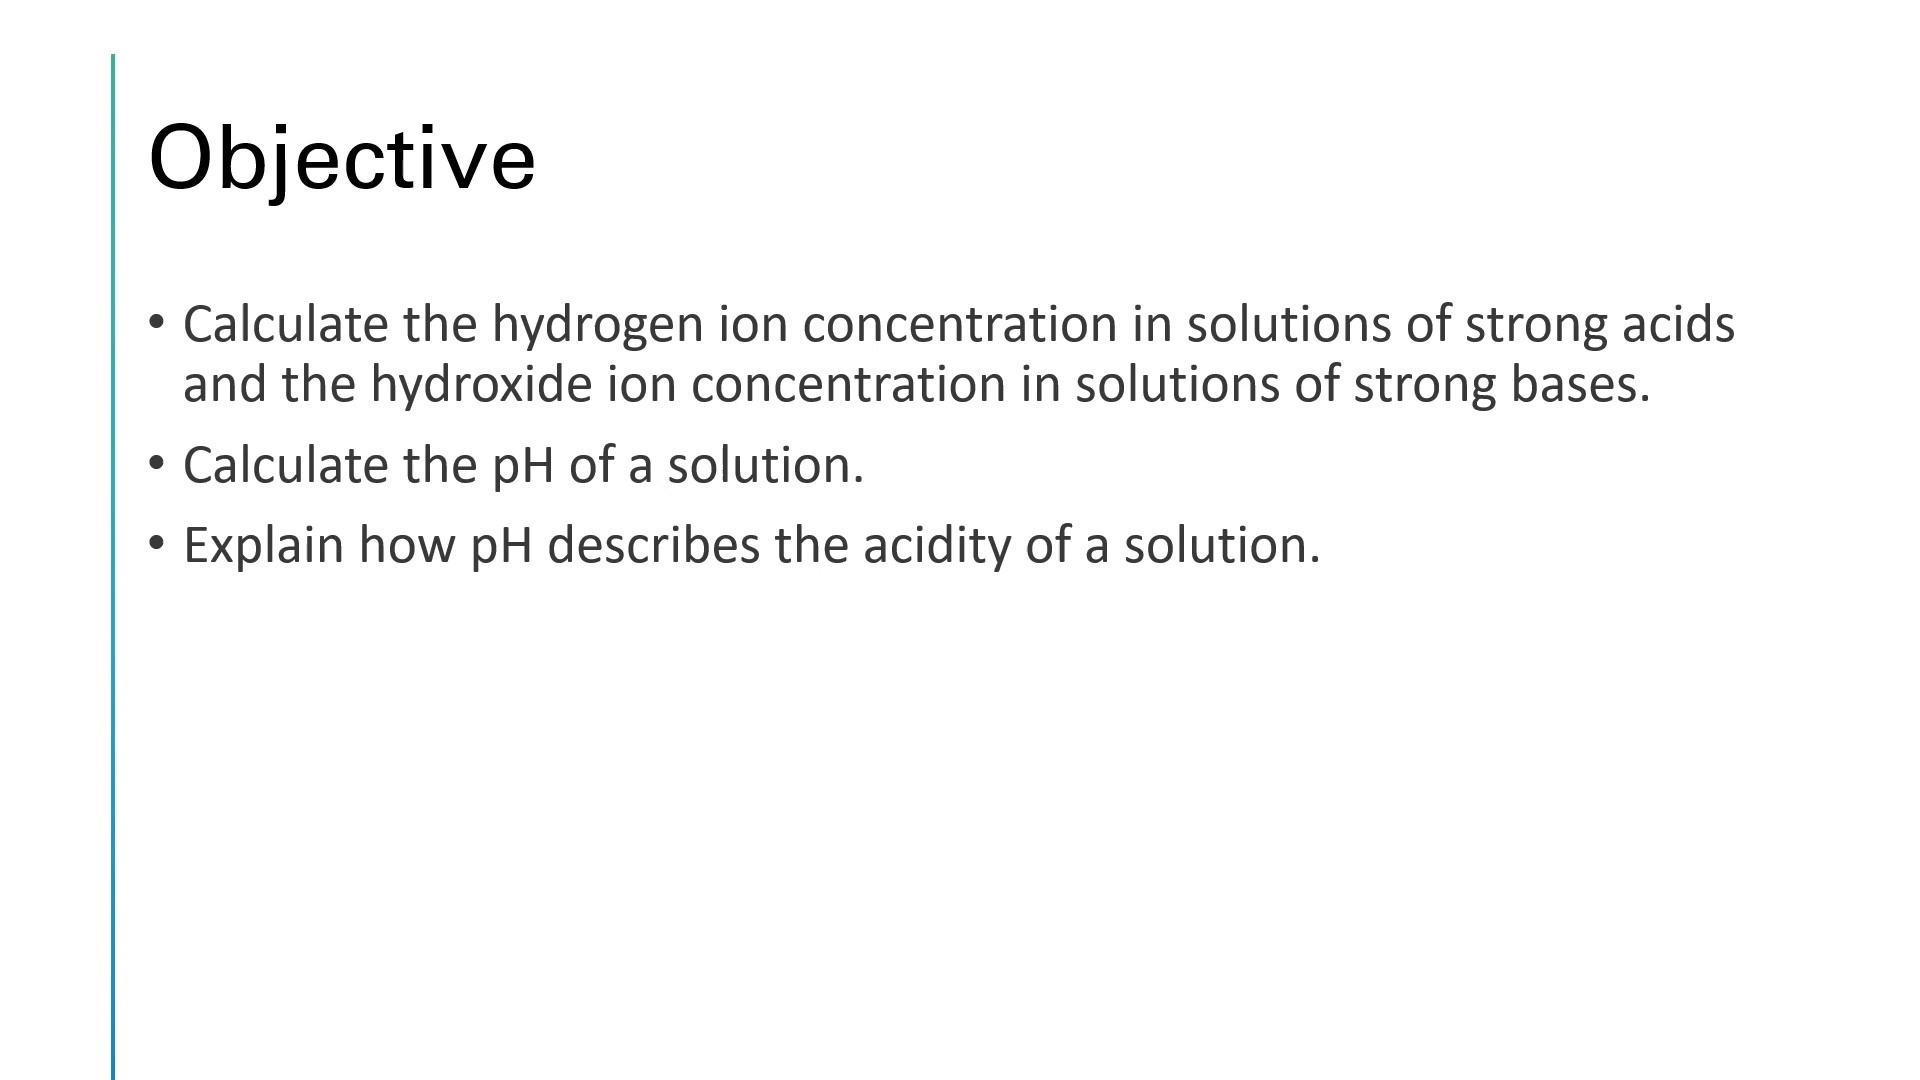 Objective
• Calculate the hydrogen ion concentration in solutions of strong acids
and the hydroxide ion concentration in solutions of strong bases.
• Calculate the pH of a solution.
• Explain how pH describes the acidity of a solution.